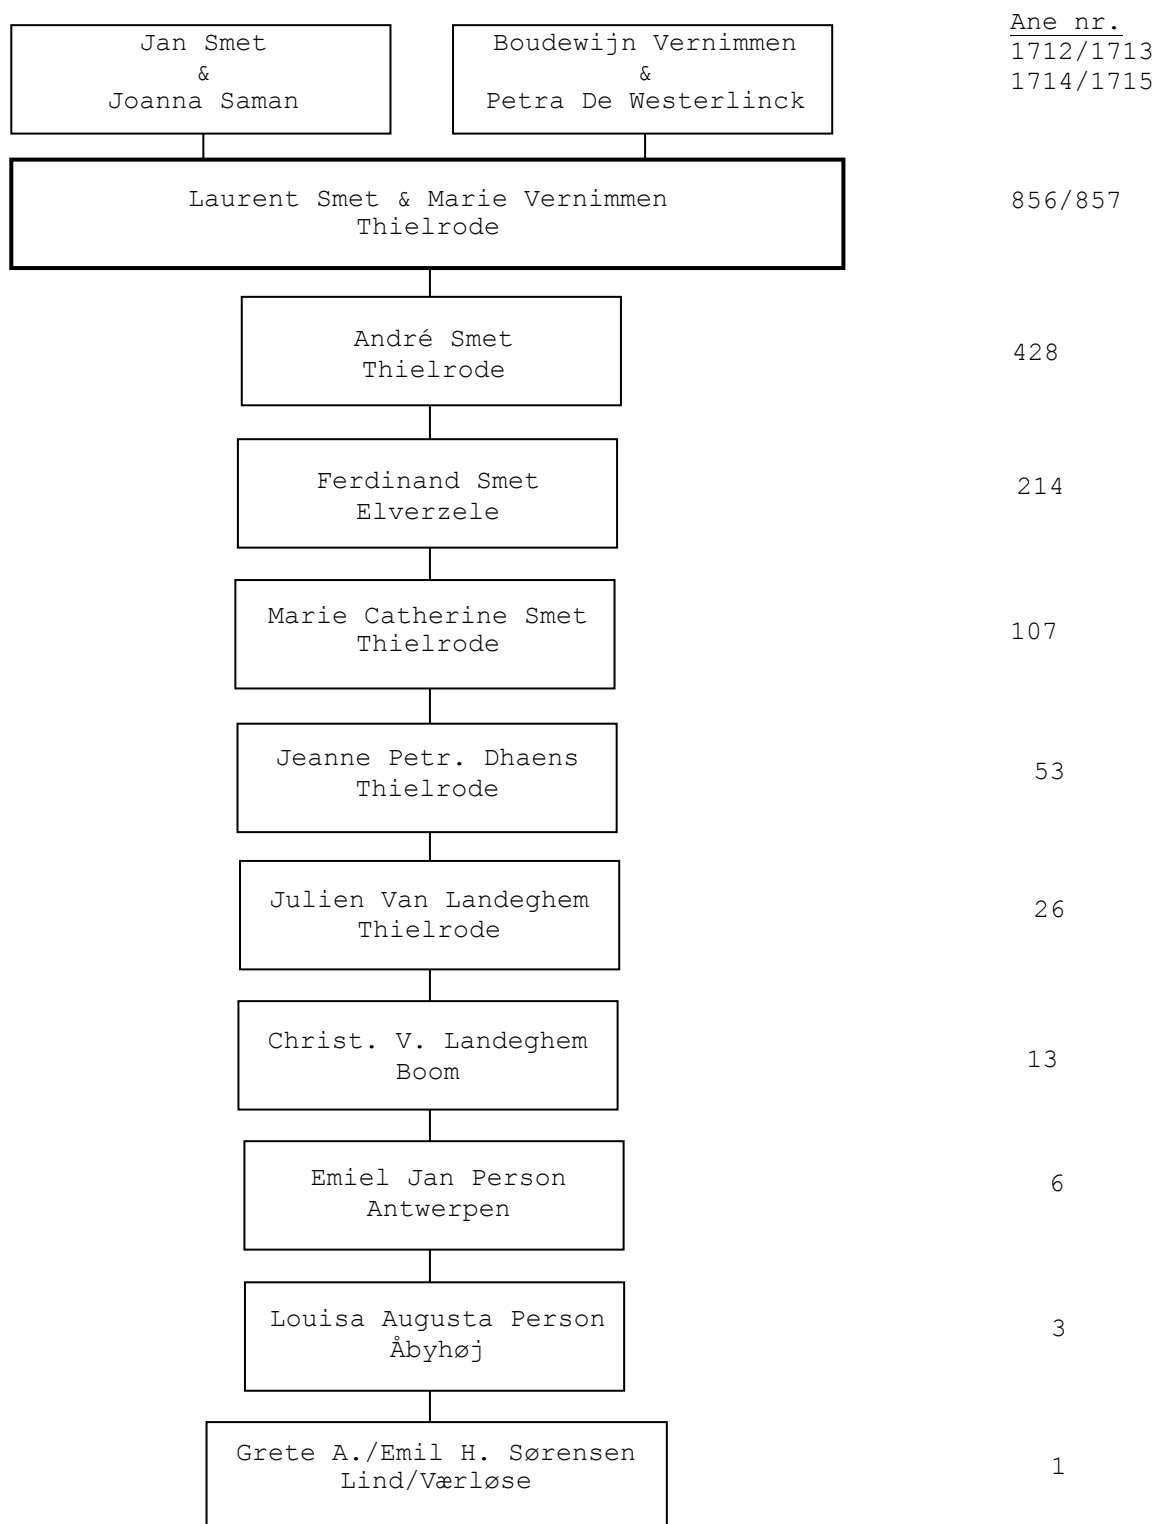 Ane nr.
Jan Smet
&
Joanna Saman
Boudewijn Vernimmen
&
Petra De Westerlinck
1712/1713
1714/1715
Laurent Smet & Marie Vernimmen
Thielrode
856/857
André Smet
Thielrode
428
Ferdinand Smet
Elverzele
214
Marie Catherine Smet
Thielrode
107
Jeanne Petr. Dhaens
Thielrode
53
Julien Van Landeghem
Thielrode
26
Christ. V. Landeghem
Boom
13
Emiel Jan Person
Antwerpen
6
Louisa Augusta Person
Åbyhøj
3
Grete A./Emil H. Sørensen
Lind/Værløse
1